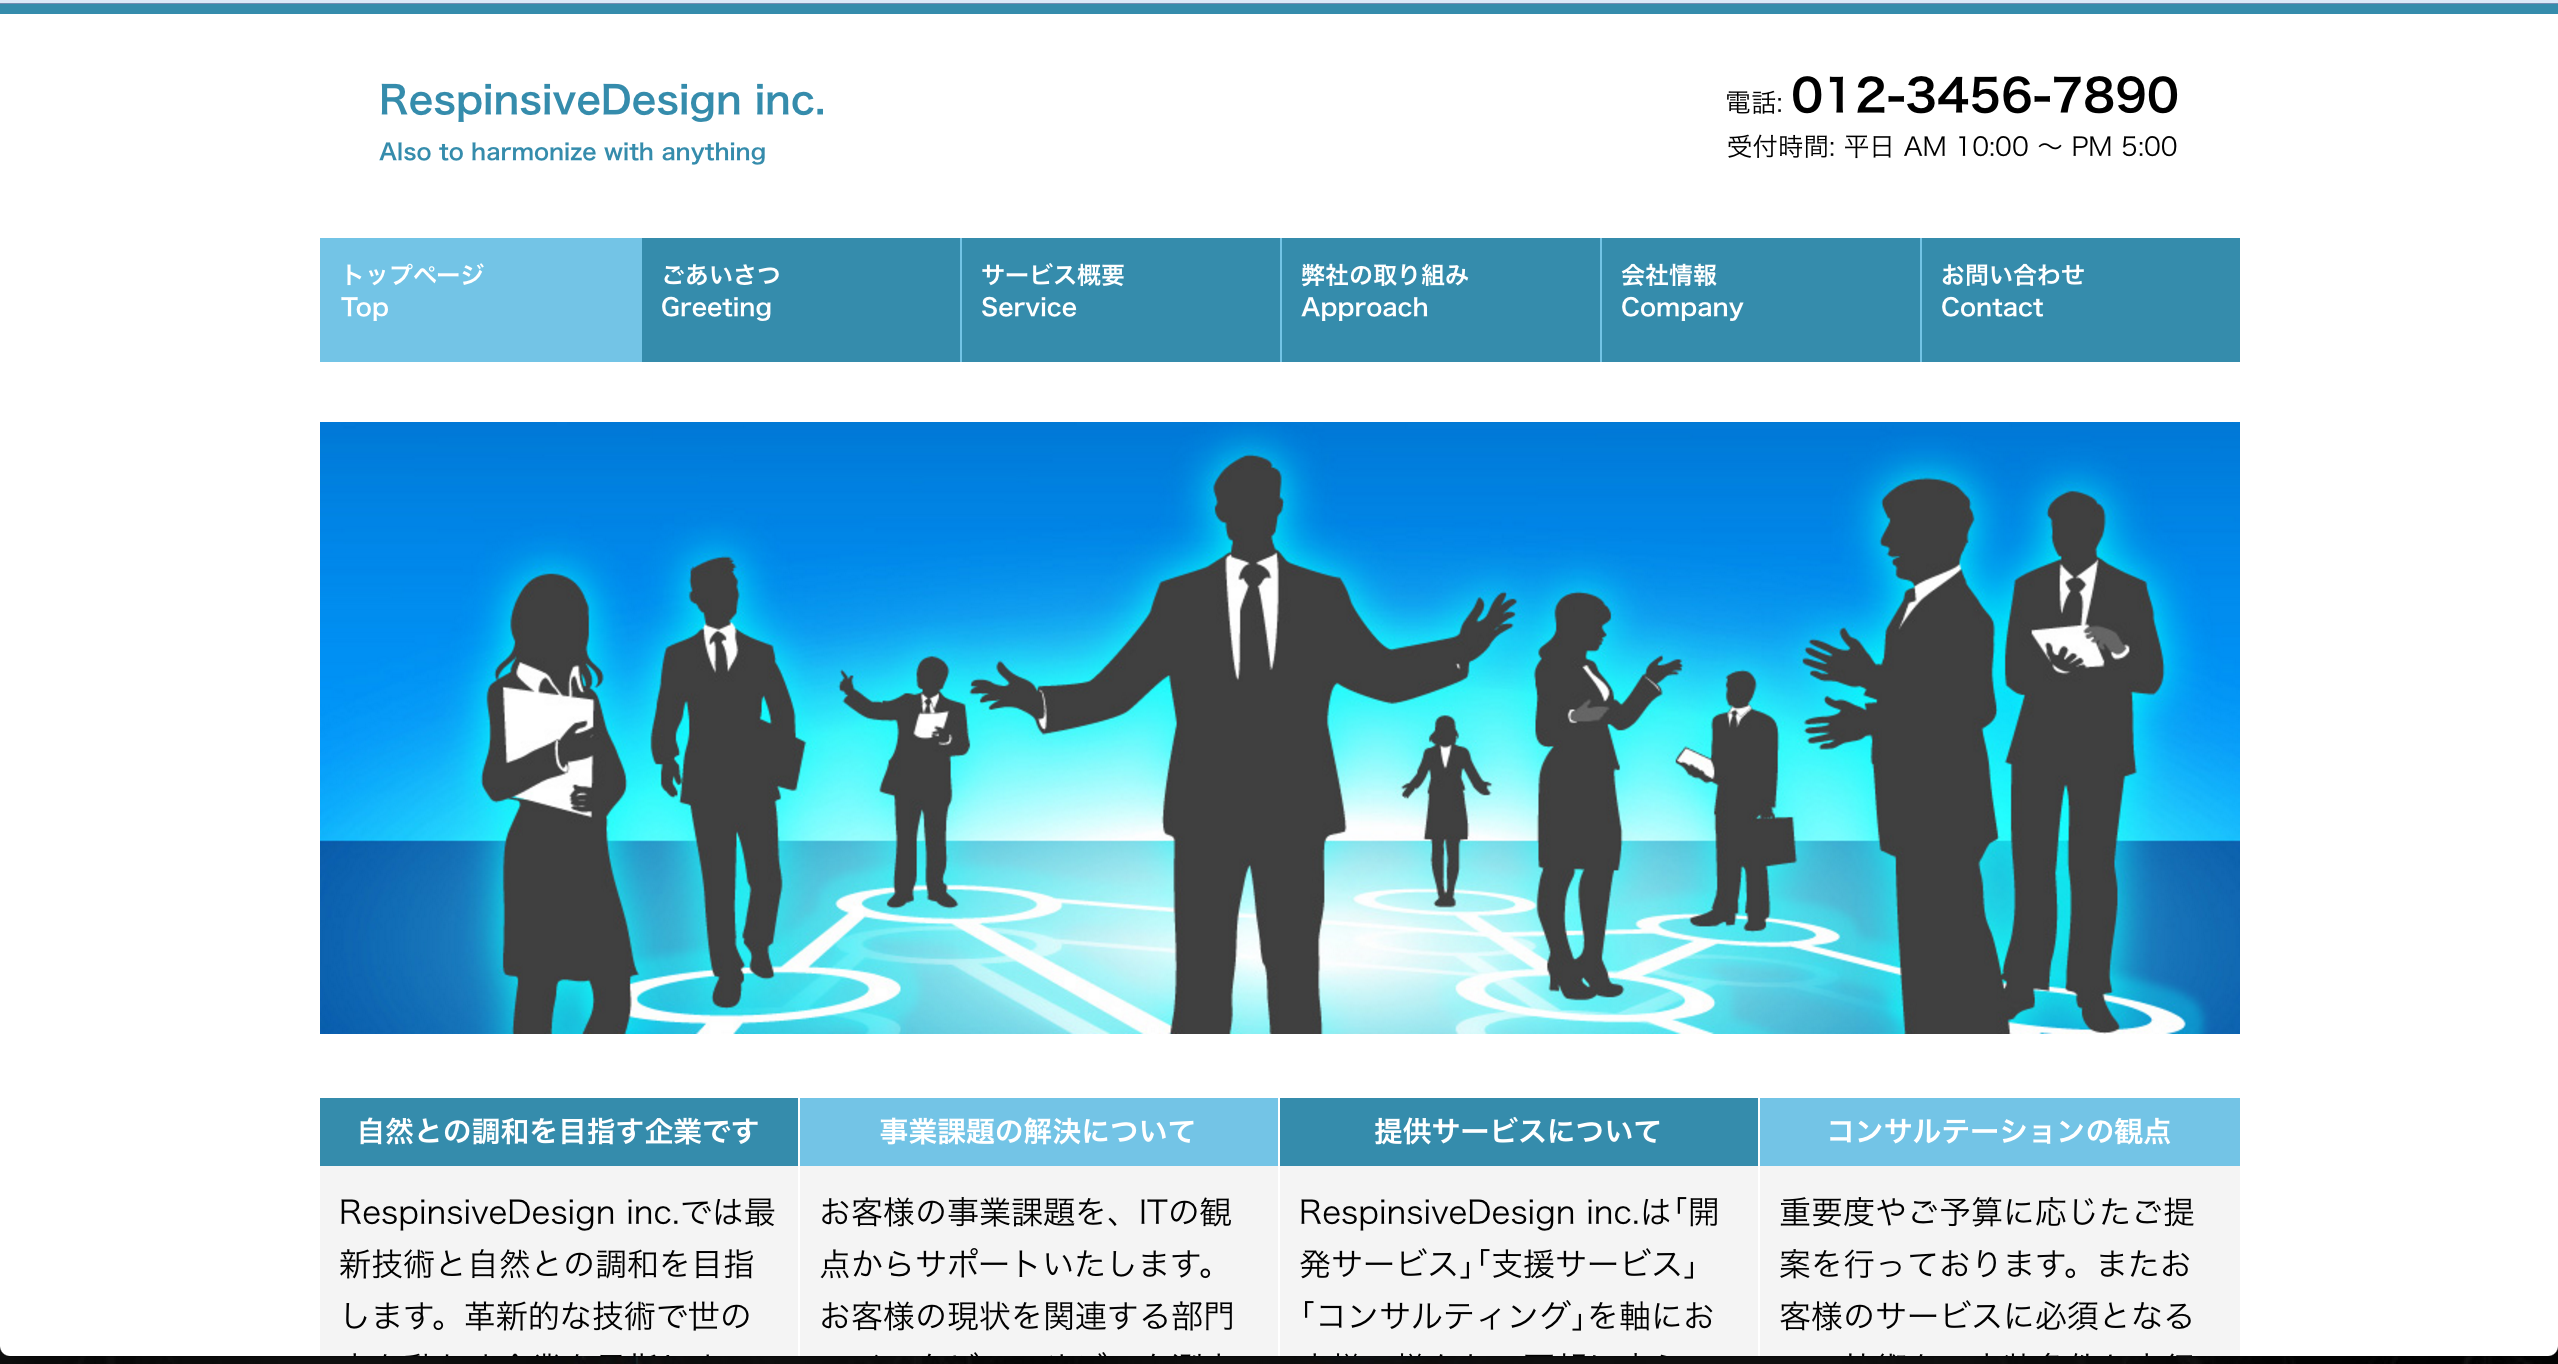 RespinsiveDesign inc.
Also to harmonize with anything
電話: 012-3456-7890
受付時間: 平日 AM 10:00 ～ PM 5:00
トップページ
Top
ごあいさつ
Greeting
サービス概要
Service
弊社の取り組み
Approach
会社情報
Company
お問い合わせ
Contact
自然との調和を目指す企業です
RespinsiveDesign inc.では最
新技術と自然との調和を目指
します。革新的な技術で世の
事業課題の解決について
お客様の事業課題を、ITの観
点からサポートいたします。
お客様の現状を関連する部門
提供サービスについて
RespinsiveDesign inc.は「開
発サービス」「支援サービス」
「コンサルティング」を軸にお
コンサルテーションの観点
重要度やご予算に応じたご提
案を行っております。またお
客様のサービスに必須となる